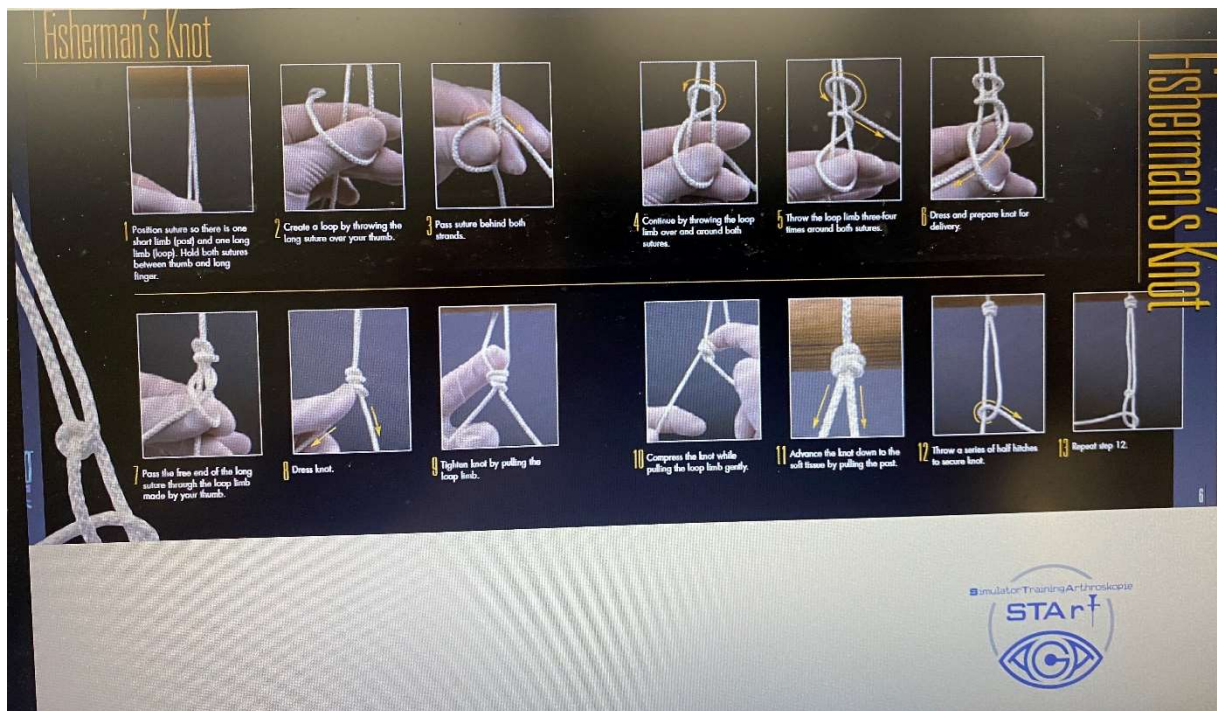 Fisherman's Knot
1 Position suture so there is one
short limb (post) and one long
limb (loop). Hold both sutures
between thumb and long
finger.
2 Create a loop by throwing the
long suture over your thumb.
3 Pass suture behind both
strands.
4 Continue by throwing the loop
limb over and around both
sutures.
5 Throw the loop limb three-four
times around both sutures.
6 Dress and prepare knot for
delivery.
Fisherman's Knot
7 Pass the free end of the long
suture through the loop limb
made by your thumb.
8 Dress knot.
9 Tighten knot by pulling the
loop limb.
10 Compress the knot while
pulling the loop limb gently.
11 Advance the knot down to the
soft tissue by pulling the post.
12 Throw a series of half hitches
to secure knot.
13 Repeat step 12.
SimulatorTrainingArthroskopie
STArT
AGA